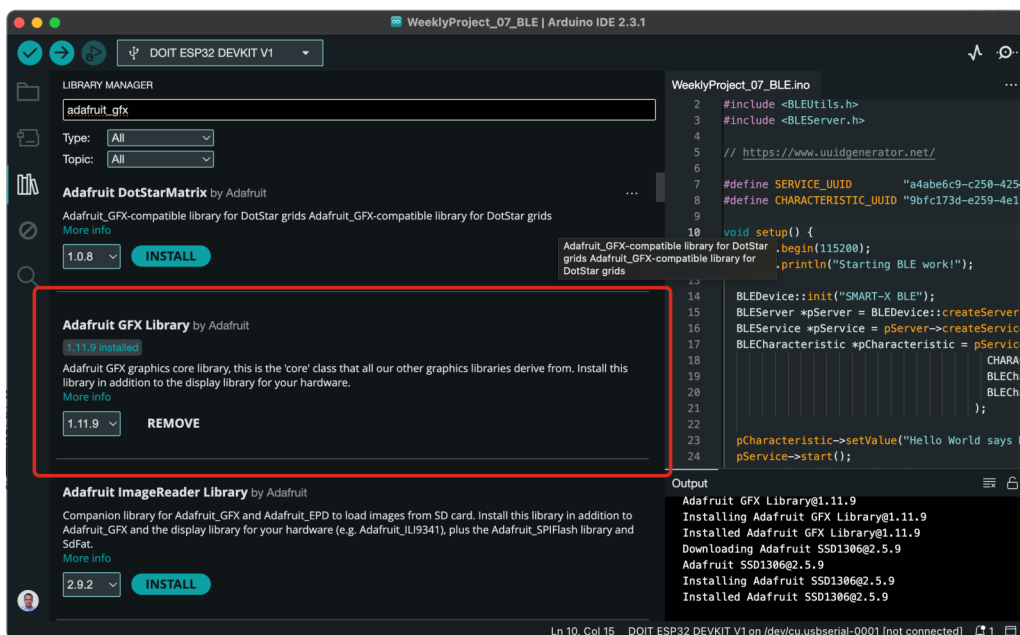 WeeklyProject_07_BLE | Arduino IDE 2.3.1
DOIT ESP32 DEVKIT V1
LIBRARY MANAGER
adafruit_gfx
Type: All
Topic: All
Adafruit DotStarMatrix by Adafruit
Adafruit_GFX-compatible library for DotStar grids Adafruit_GFX-compatible library for DotStar grids
More info
1.0.8 INSTALL
Adafruit_GFX-compatible library for DotStar
grids Adafruit_GFX-compatible library for
DotStar grids
Adafruit GFX Library by Adafruit
1.11.9 installed
Adafruit GFX graphics core library, this is the 'core' class that all our other graphics libraries derive from. Install this
library in addition to the display library for your hardware.
More info
1.11.9 REMOVE
Adafruit ImageReader Library by Adafruit
Companion library for Adafruit_GFX and Adafruit_EPD to load images from SD card. Install this library in addition to
Adafruit_GFX and the display library for your hardware (e.g. Adafruit_ILI9341), plus the Adafruit_SPIFlash library and
SdFat.
More info
2.9.2 INSTALL
WeeklyProject_07_BLE.ino
2 #include <BLEUtils.h>
3 #include <BLEServer.h>
4
5 // https://www.uuidgenerator.net/
6
7 #define SERVICE_UUID "a4abe6c9-c250-425
8 #define CHARACTERISTIC_UUID "9bfc173d-e259-4e1
9
10 void setup() {
.begin(115200);
.println("Starting BLE work!");
13
14 BLEDevice::init("SMART-X BLE");
15 BLEServer *pServer = BLEDevice::createServer
16 BLEService *pService = pServer->createServic
17 BLECharacteristic *pCharacteristic = pServic
18 CHARA
19 BLECha
20 BLECha
21 );
22
23 pCharacteristic->setValue("Hello World says
24 pService->start();
Output
Adafruit GFX Library@1.11.9
Installing Adafruit GFX Library@1.11.9
Installed Adafruit GFX Library@1.11.9
Downloading Adafruit SSD1306@2.5.9
Adafruit SSD1306@2.5.9
Installing Adafruit SSD1306@2.5.9
Installed Adafruit SSD1306@2.5.9
Ln 10, Col 15 DOIT ESP32 DEVKIT V1 on /dev/cu.usbserial-0001 [not connected] 1